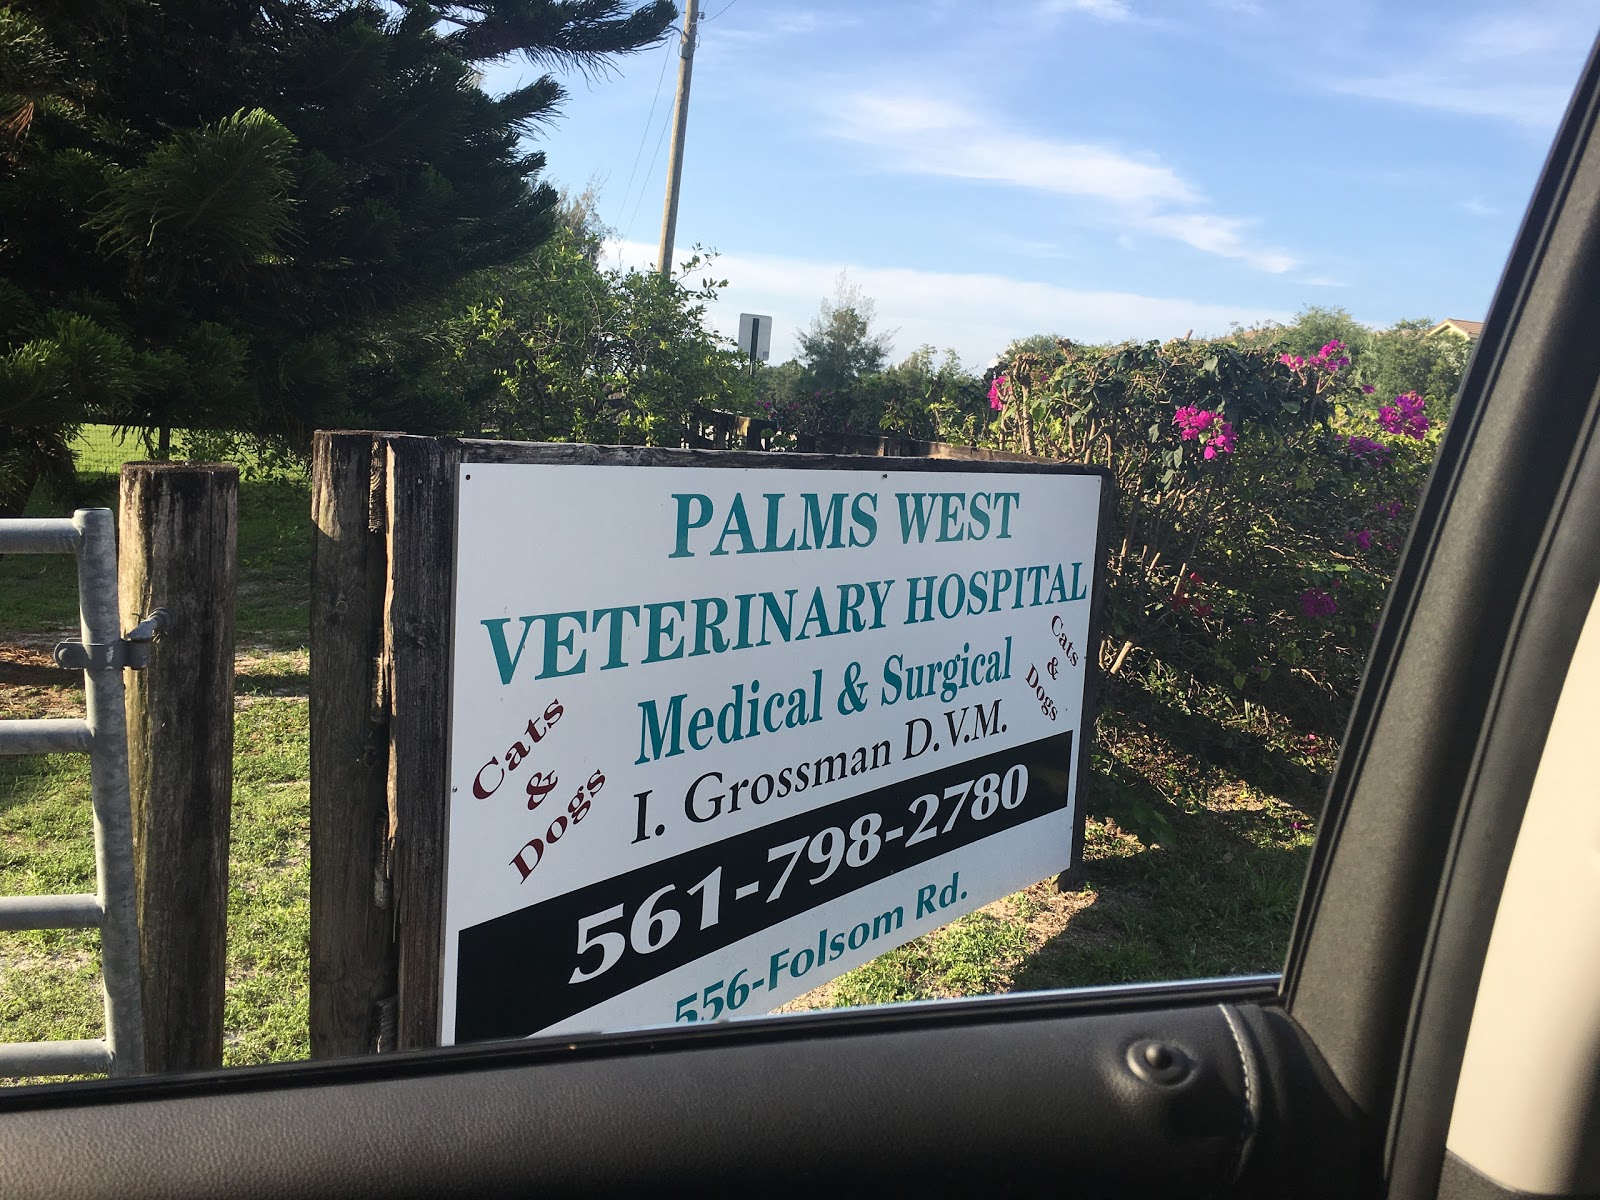 PALMS WEST
VETERINARY HOSPITAL
Medical & Surgical
Cats
&
Dogs
Cats
&
Dogs
I. Grossman D.V.M.
561-798-2780
556-Folsom Rd.